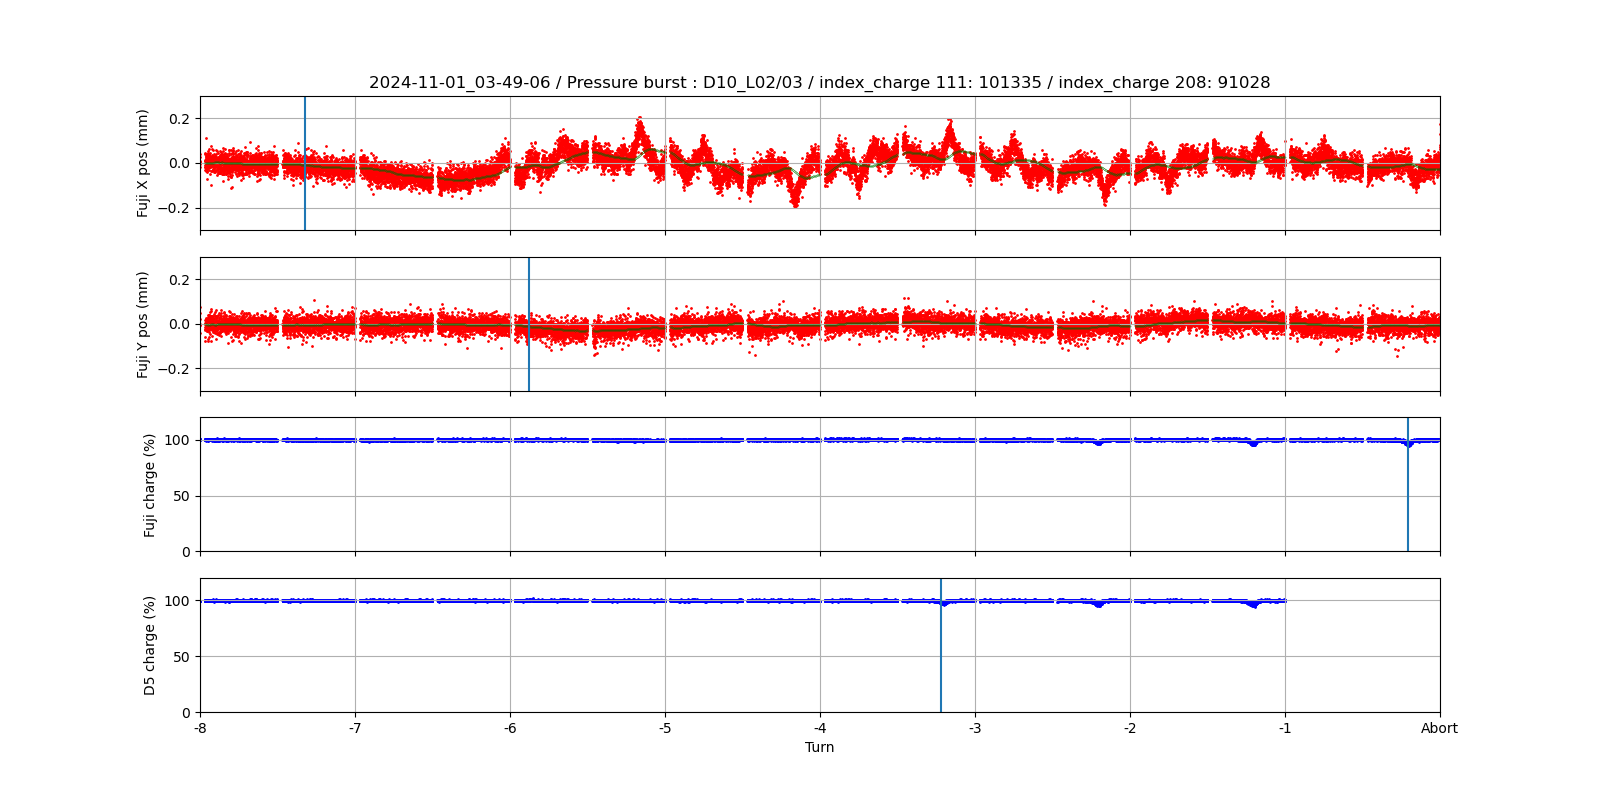 2024-11-01_03-49-06 / Pressure burst : D10_L02/03 / index_charge 111: 101335 / index_charge 208: 91028
Fuji X pos (mm)
0.2
0.0
−0.2
Fuji Y pos (mm)
0.2
0.0
−0.2
Fuji charge (%)
100
50
0
D5 charge (%)
100
50
0
-8 -7 -6 -5 -4 -3 -2 -1 Abort
Turn